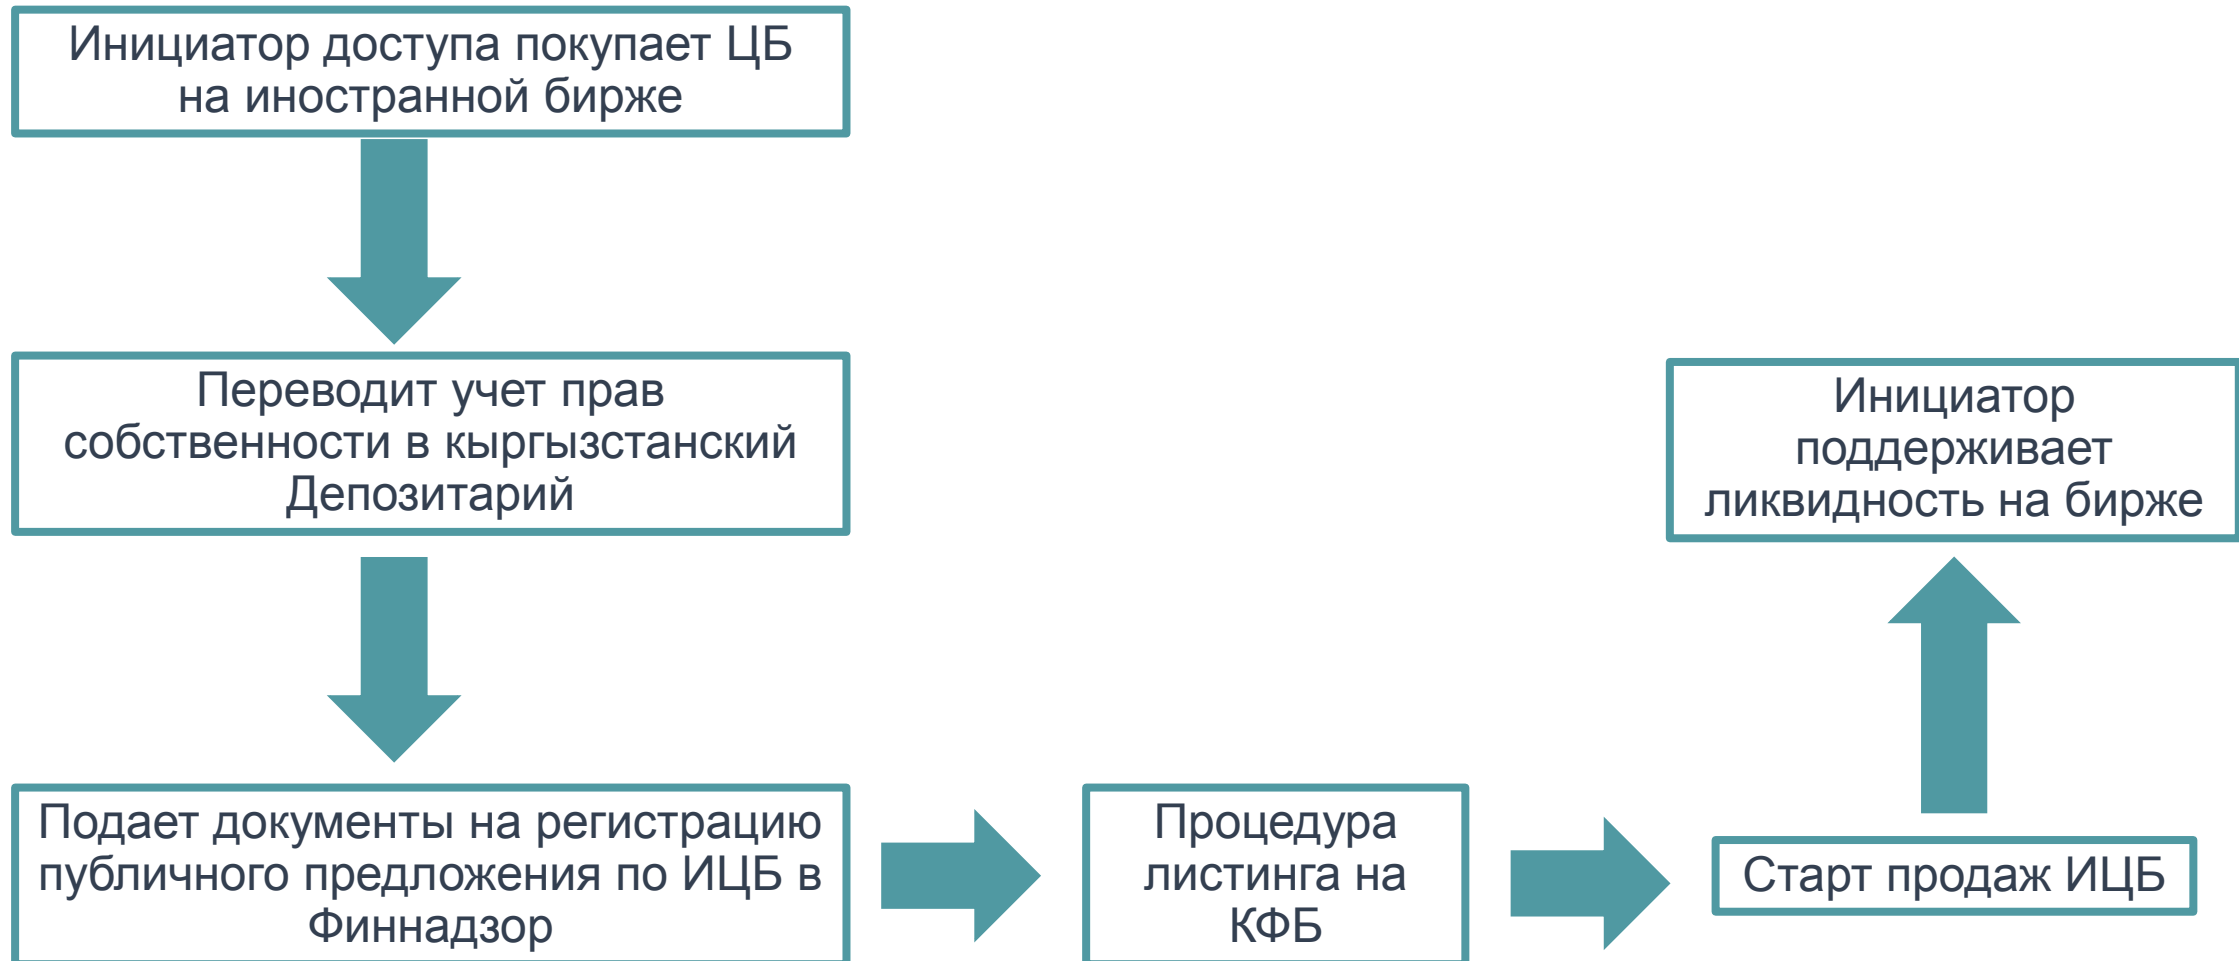 Инициатор доступа покупает ЦБ
на иностранной бирже
Переводит учет прав
собственности в кыргызстанский
Депозитарий
Подает документы на регистрацию
публичного предложения по ИЦБ в
Финнадзор
Процедура
листинга на
КФБ
Старт продаж ИЦБ
Инициатор
поддерживает
ликвидность на бирже